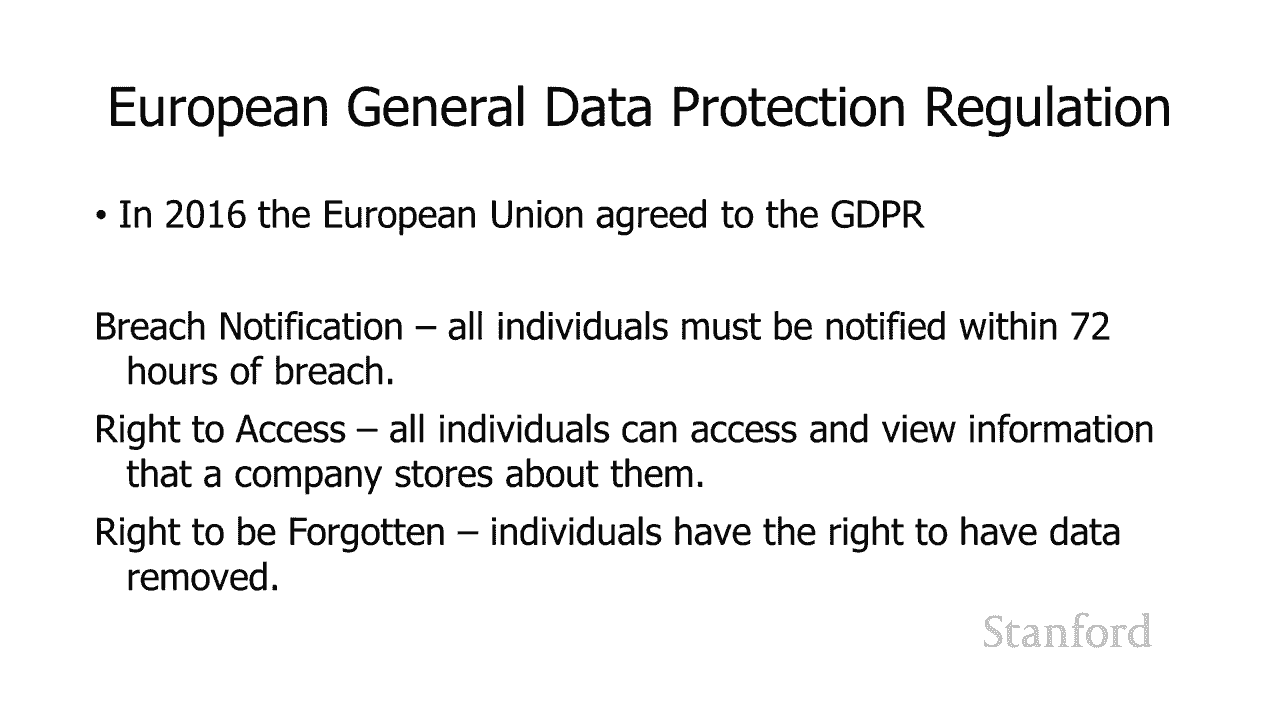 European General Data Protection Regulation
• In 2016 the European Union agreed to the GDPR
Breach Notification – all individuals must be notified within 72
hours of breach.
Right to Access – all individuals can access and view information
that a company stores about them.
Right to be Forgotten – individuals have the right to have data
removed.
Stanford